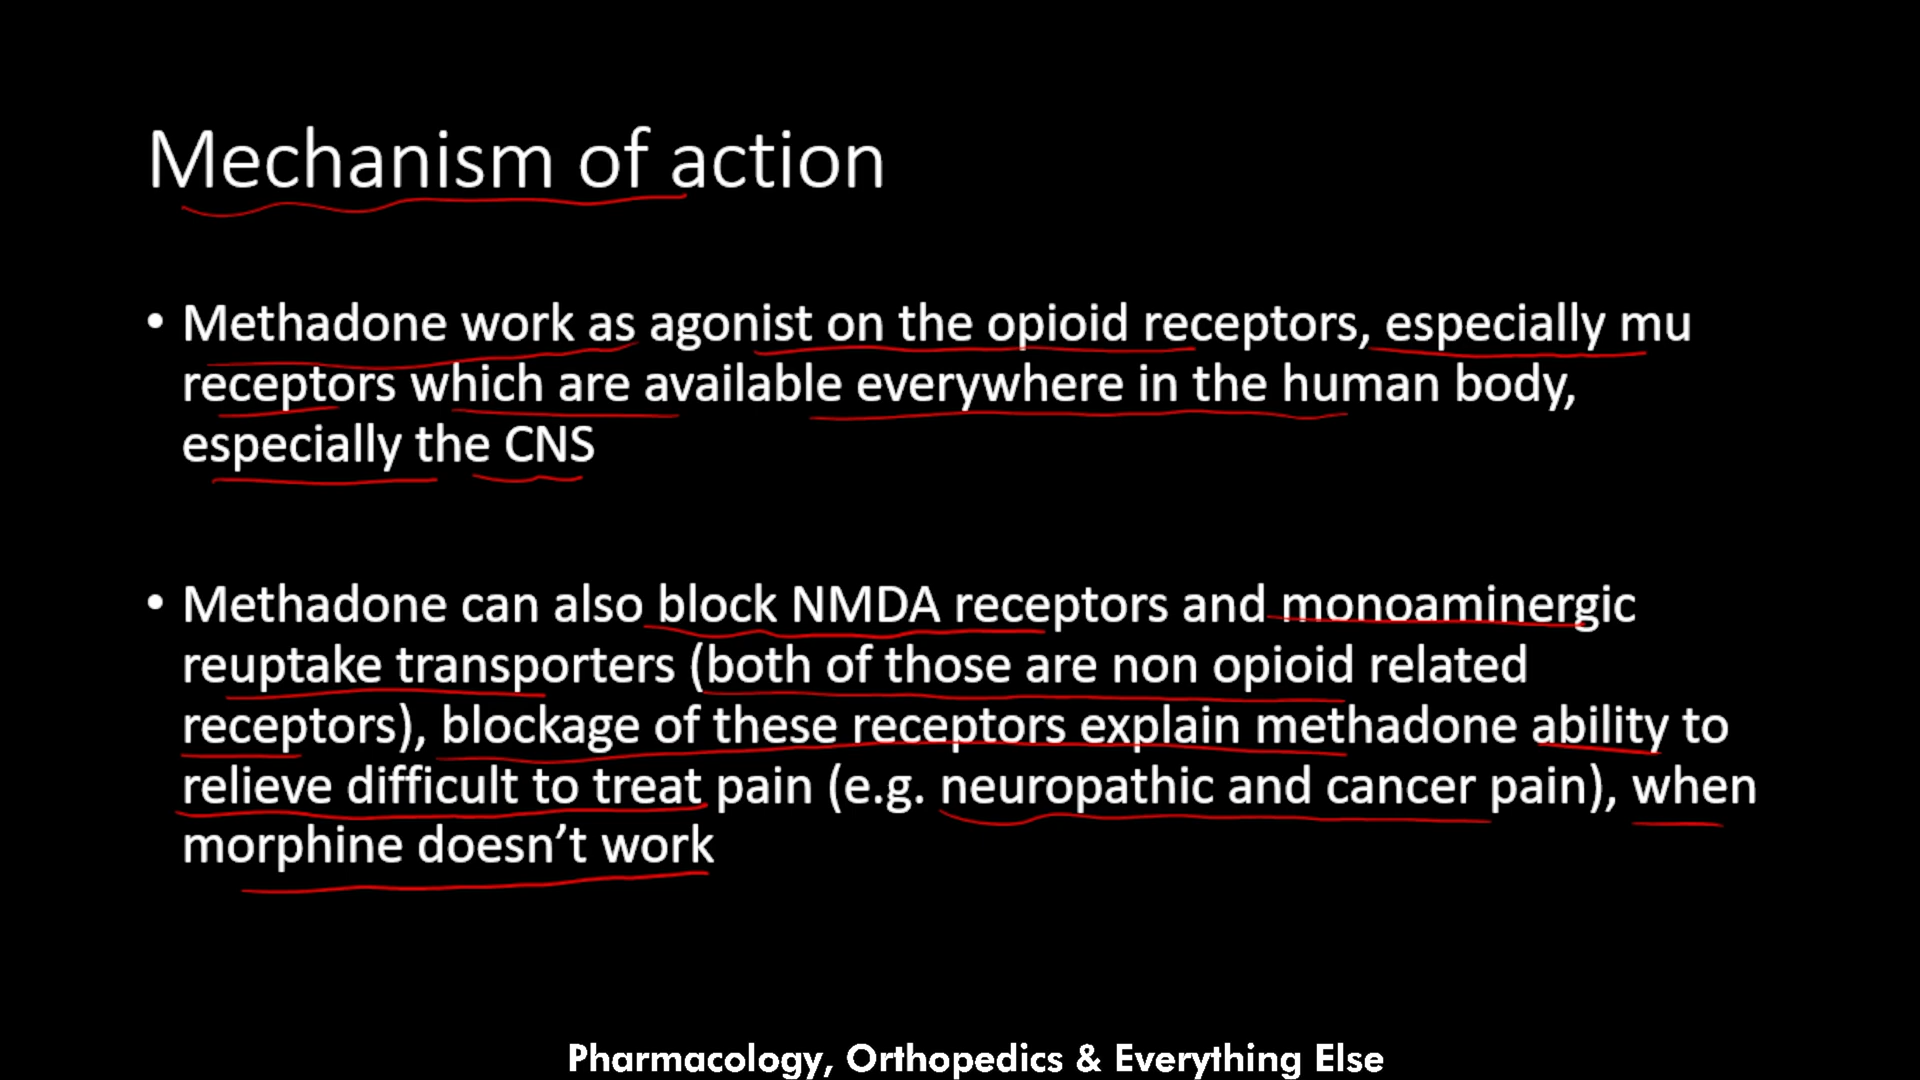 Mechanism of action
• Methadone work as agonist on the opioid receptors, especially mu
receptors which are available everywhere in the human body,
especially the CNS
• Methadone can also block NMDA receptors and monoaminergic
reuptake transporters (both of those are non opioid related
receptors), blockage of these receptors explain methadone ability to
relieve difficult to treat pain (e.g. neuropathic and cancer pain), when
morphine doesn’t work
Pharmacology, Orthopedics & Everything Else